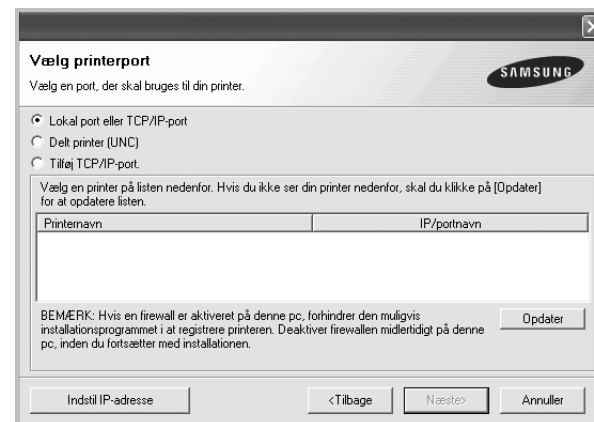 Vælg printerport
Vælg en port, der skal bruges til din printer.
SAMSUNG
Lokal port eller TCP/IP-port
Delt printer (UNC)
Tilføj TCP/IP-port.
Vælg en printer på listen nedenfor. Hvis du ikke ser din printer nedenfor, skal du klikke på [Opdater]
for at opdatere listen.
Printernavn IP/portnavn
BEMÆRK: Hvis en firewall er aktiveret på denne pc, forhindrer den muligvis
installationsprogrammet i at registrere printeren. Deaktiver firewallen midlertidigt på denne
pc, inden du fortsætter med installationen.
Opdater
Indstil IP-adresse <Tilbage Næste> Annuller